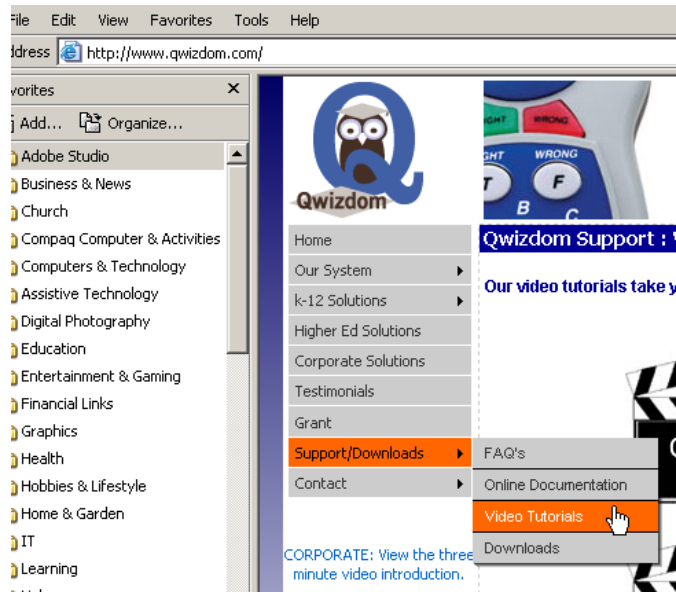 File Edit View Favorites Tools Help
ddress http://www.qwizdom.com/
vorites
Add... Organize...
Adobe Studio
Business & News
Church
Compaq Computer & Activities
Computers & Technology
Assistive Technology
Digital Photography
Education
Entertainment & Gaming
Financial Links
Graphics
Health
Hobbies & Lifestyle
Home & Garden
IT
Learning
Q
Qwizdom
GHT WRONG
GHT WRONG
T F
B C
Home
Our System
k-12 Solutions
Higher Ed Solutions
Corporate Solutions
Testimonials
Grant
Support/Downloads
Contact
Qwizdom Support :
Our video tutorials take y
FAQ's
Online Documentation
Video Tutorials
Downloads
CORPORATE: View the three
minute video introduction.